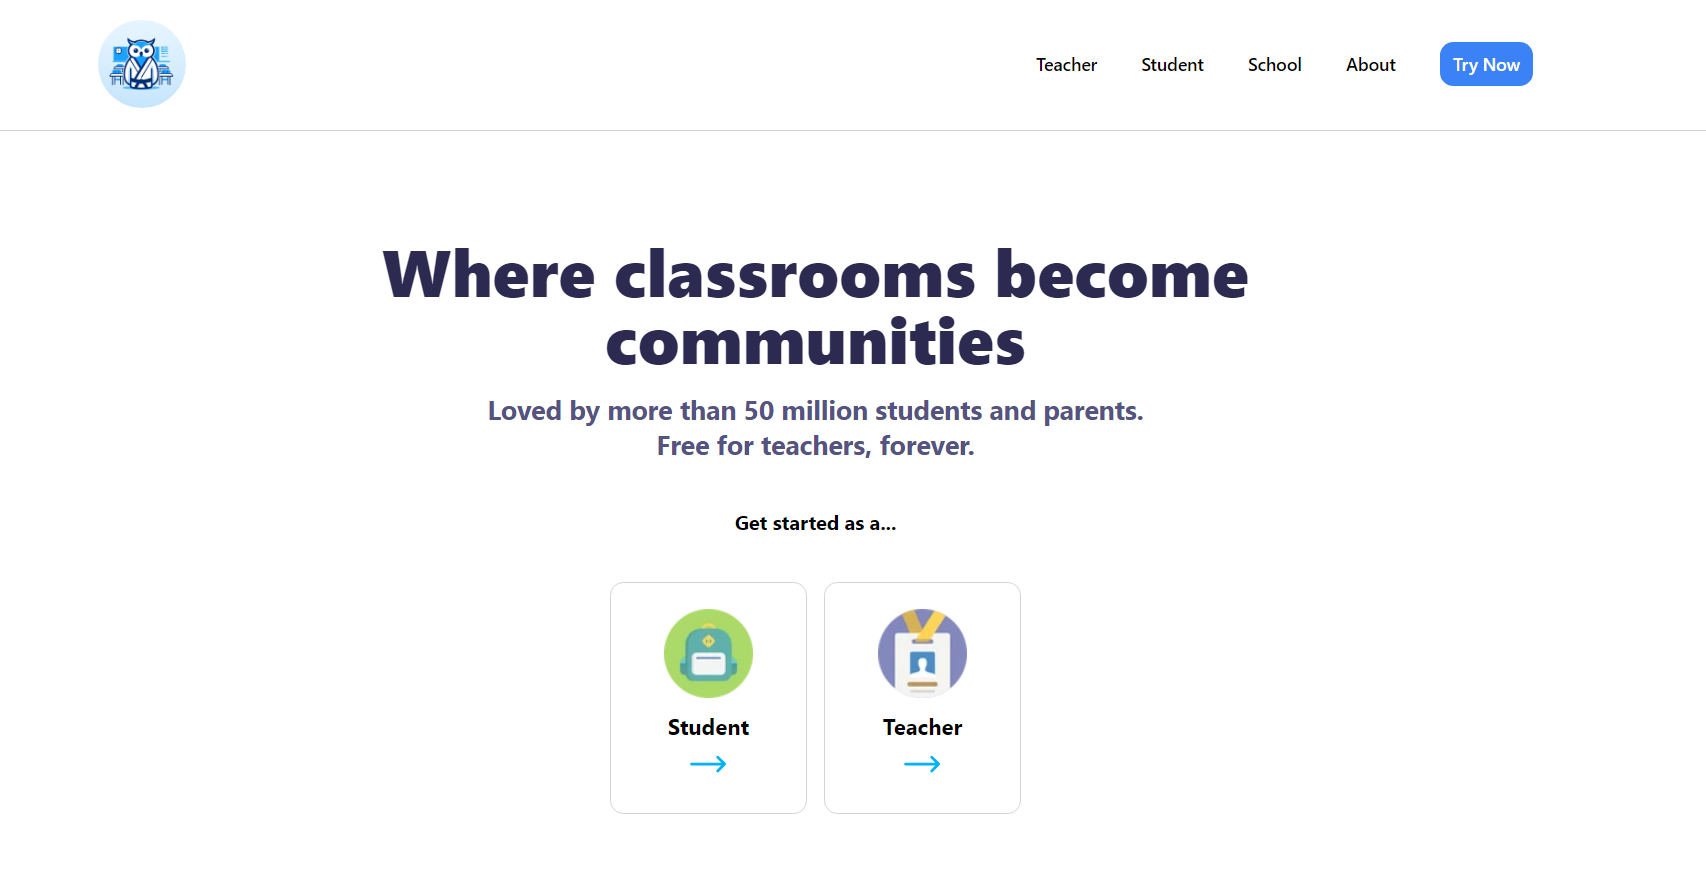 Teacher Student School About Try Now
Where classrooms become
communities
Loved by more than 50 million students and parents.
Free for teachers, forever.
Get started as a...
Student
Teacher